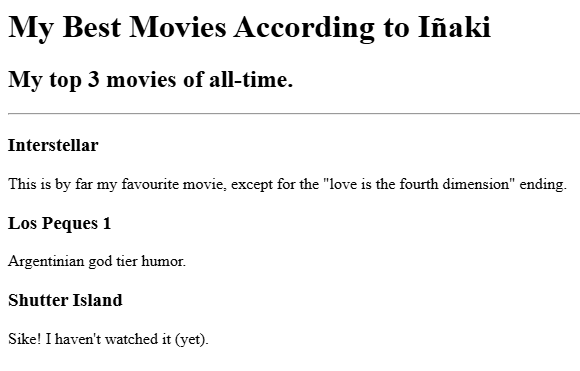 My Best Movies According to Iñaki
My top 3 movies of all-time.
Interstellar
This is by far my favourite movie, except for the "love is the fourth dimension" ending.
Los Peques 1
Argentinian god tier humor.
Shutter Island
Sike! I haven't watched it (yet).